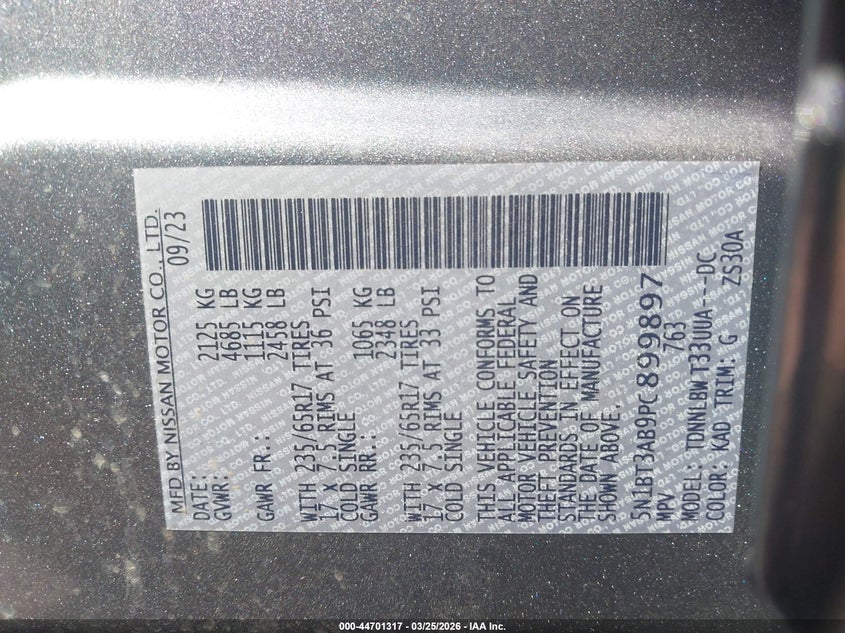 MFD BY NISSAN MOTOR CO., LTD.
DATE: 09/23
GVWR: 2125 KG
4685 LB
GAWR FR.: 1115 KG
2458 LB
WITH 235/65R17 TIRES
17 X 7.5 RIMS AT 36 PSI
COLD SINGLE
GAWR RR.: 1065 KG
2348 LB
WITH 235/65R17 TIRES
17 X 7.5 RIMS AT 33 PSI
COLD SINGLE
THIS VEHICLE CONFORMS TO
ALL APPLICABLE FEDERAL
MOTOR VEHICLE SAFETY AND
THEFT PREVENTION
STANDARDS IN EFFECT ON
THE DATE OF MANUFACTURE
SHOWN ABOVE.
5N1BT3AB9PC899897
MPV 763
MODEL: TDNNLBW T33UUA---DC
COLOR: KAD TRIM: G ZS30A
000-44701317 - 03/25/2026 - IAA Inc.